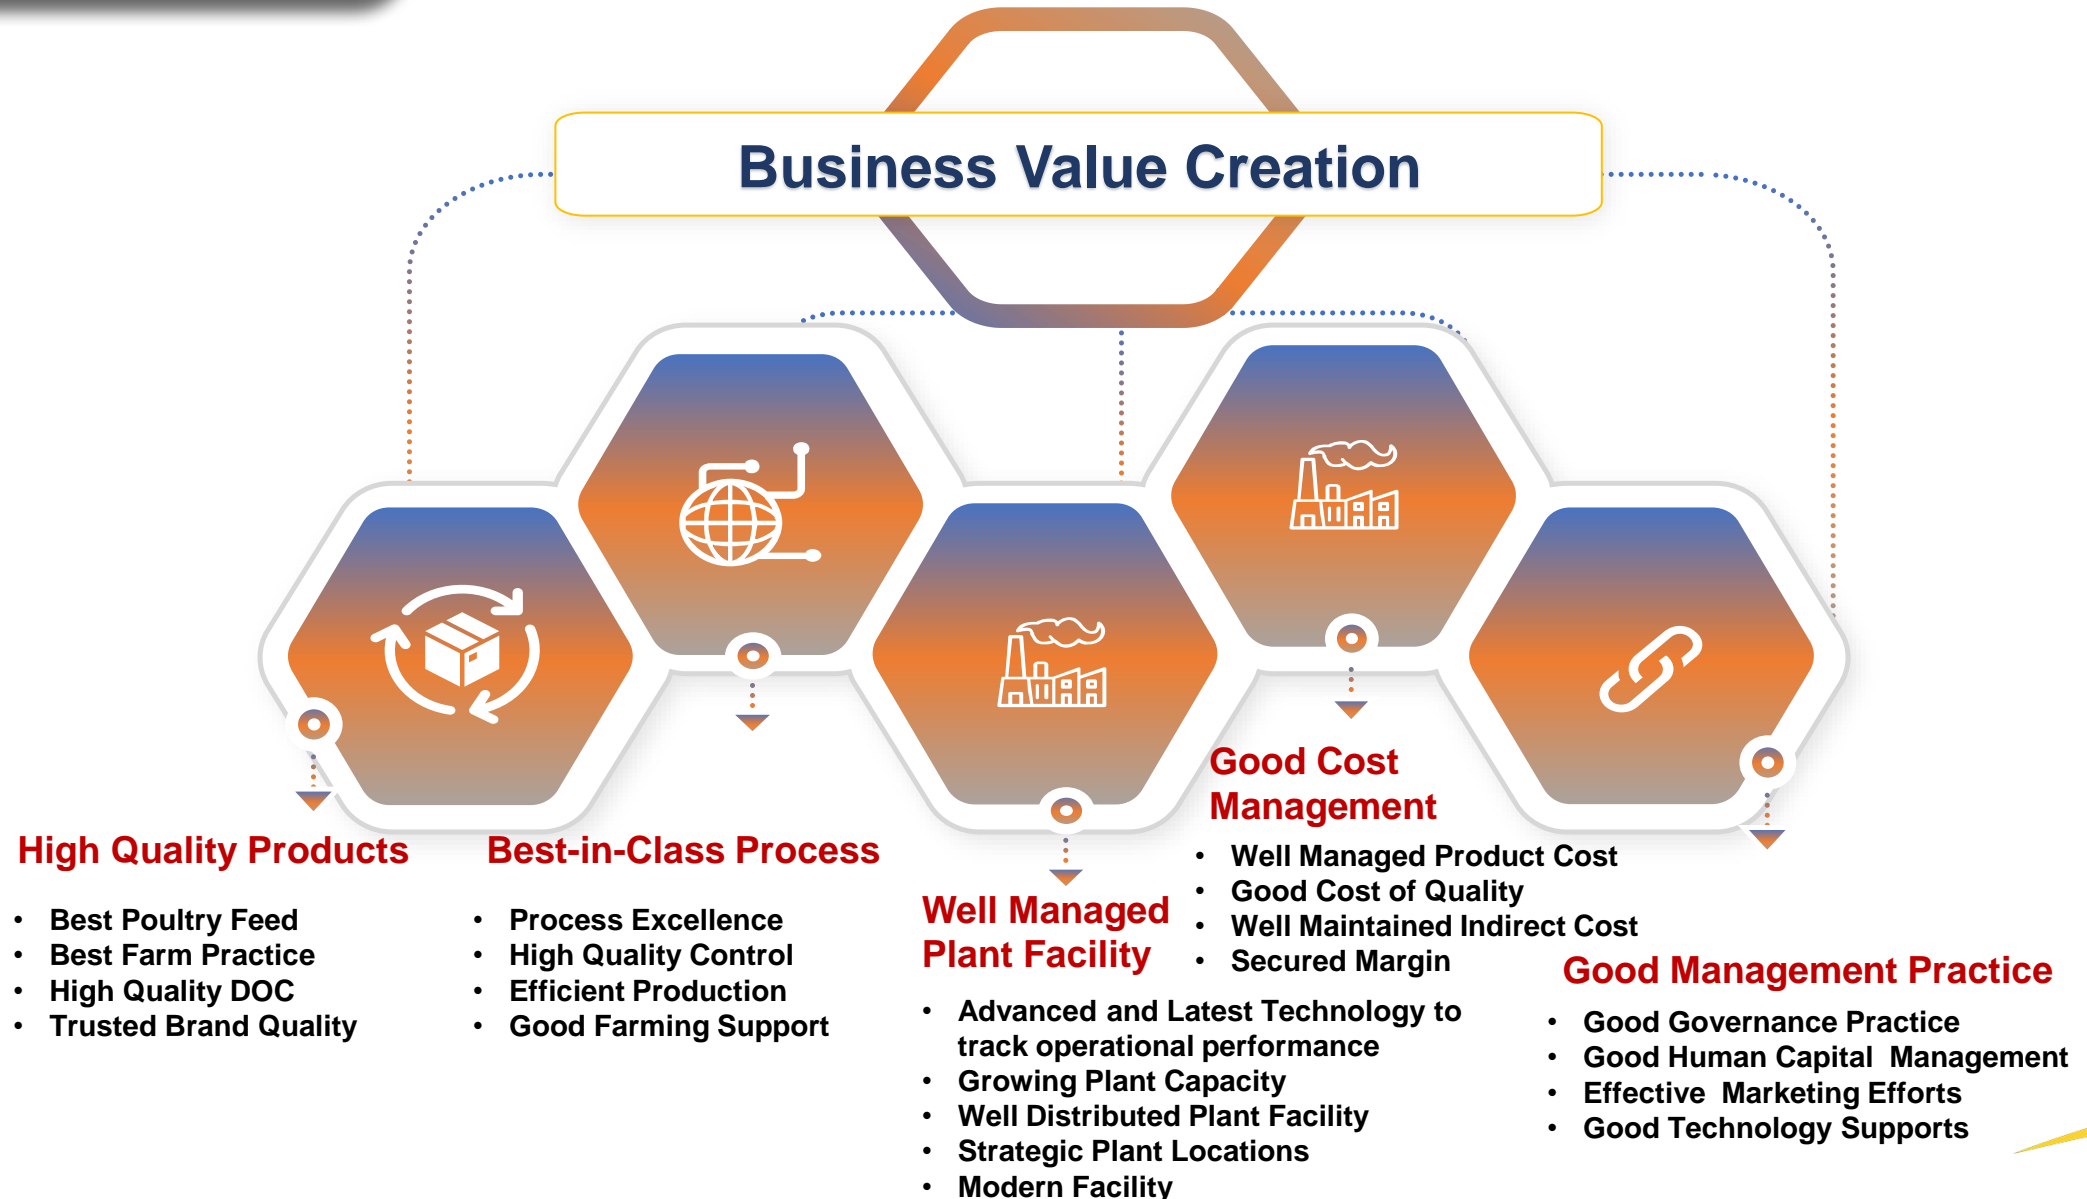 Business Value Creation
High Quality Products
• Best Poultry Feed
• Best Farm Practice
• High Quality DOC
• Trusted Brand Quality
Best-in-Class Process
• Process Excellence
• High Quality Control
• Efficient Production
• Good Farming Support
Well Managed
Plant Facility
• Advanced and Latest Technology to
track operational performance
• Growing Plant Capacity
• Well Distributed Plant Facility
• Strategic Plant Locations
• Modern Facility
Good Cost
Management
• Well Managed Product Cost
• Good Cost of Quality
• Well Maintained Indirect Cost
• Secured Margin
Good Management Practice
• Good Governance Practice
• Good Human Capital  Management
• Effective  Marketing Efforts
• Good Technology Supports